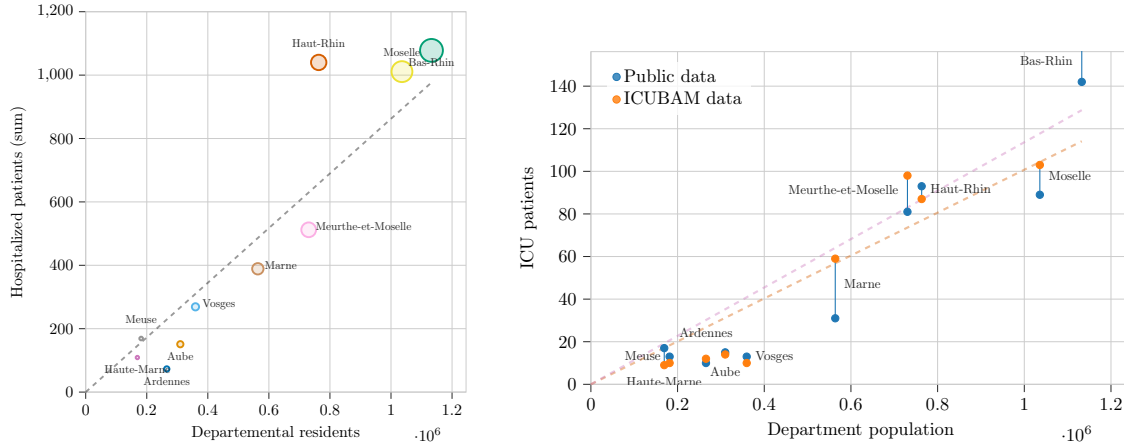 1,200
1,000
800
600
400
200
0
Hospitalized patients (sum)
Haut-Rhin
Moselle
Bas-Rhin
Meurthe-et-Moselle
Marne
Vosges
Meuse
Aube
Haute-Marne
Ardennes
0 0.2 0.4 0.6 0.8 1 1.2
Departemental residents ·10⁶
140
120
100
80
60
40
20
0
ICU patients
Public data
ICUBAM data
Bas-Rhin
Moselle
Meurthe-et-Moselle
Haut-Rhin
Marne
Ardennes
Meuse
Vosges
Aube
Haute-Marne
0 0.2 0.4 0.6 0.8 1 1.2
Department population ·10⁶